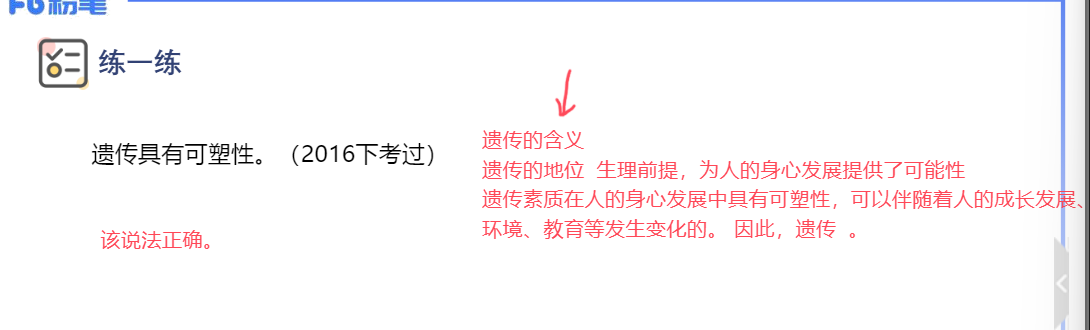 FG粉笔
练一练
遗传具有可塑性。（2016下考过）
该说法正确。
遗传的含义
遗传的地位 生理前提，为人的身心发展提供了可能性
遗传素质在人的身心发展中具有可塑性，可以伴随着人的成长发展、
环境、教育等发生变化的。 因此，遗传 。